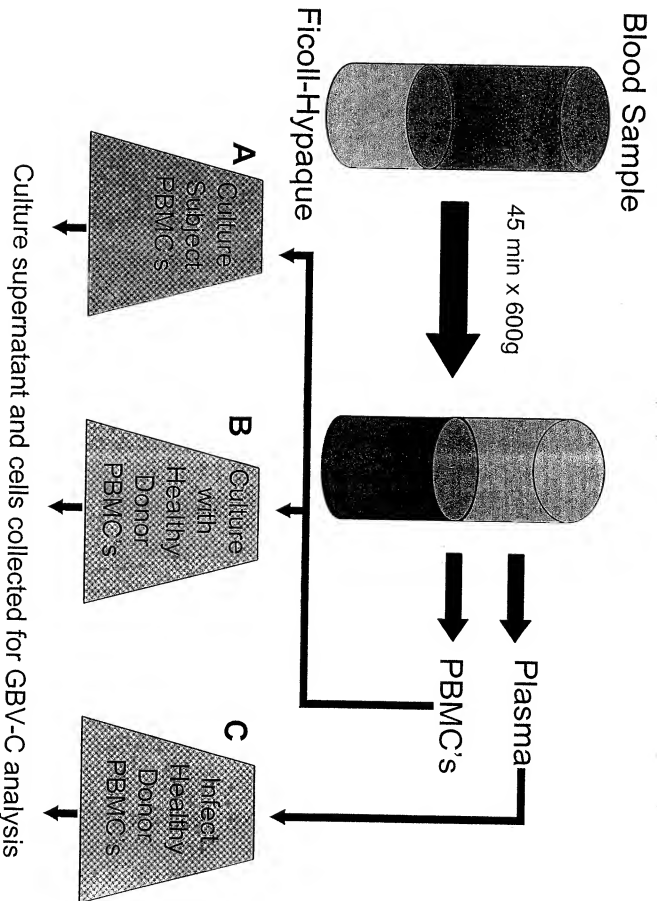 Blood Sample
Ficoll-Hypaque
45 min x 600g
Plasma
PBMC's
A
Culture
Subject
PBMC's
B
Culture
with
Healthy
Donor
PBMC's
C
Infect
Healthy
Donor
PBMC's
Culture supernatant and cells collected for GBV-C analysis